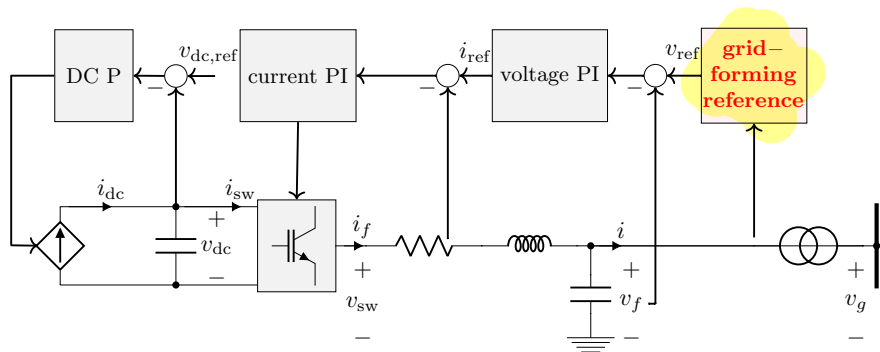 DC P
v_dc,ref
−
current PI
i_ref
−
voltage PI
v_ref
−
grid−
forming
reference
i_dc
i_sw
+
v_dc
−
i_f
+
v_sw
−
i
+
v_f
−
+
v_g
−